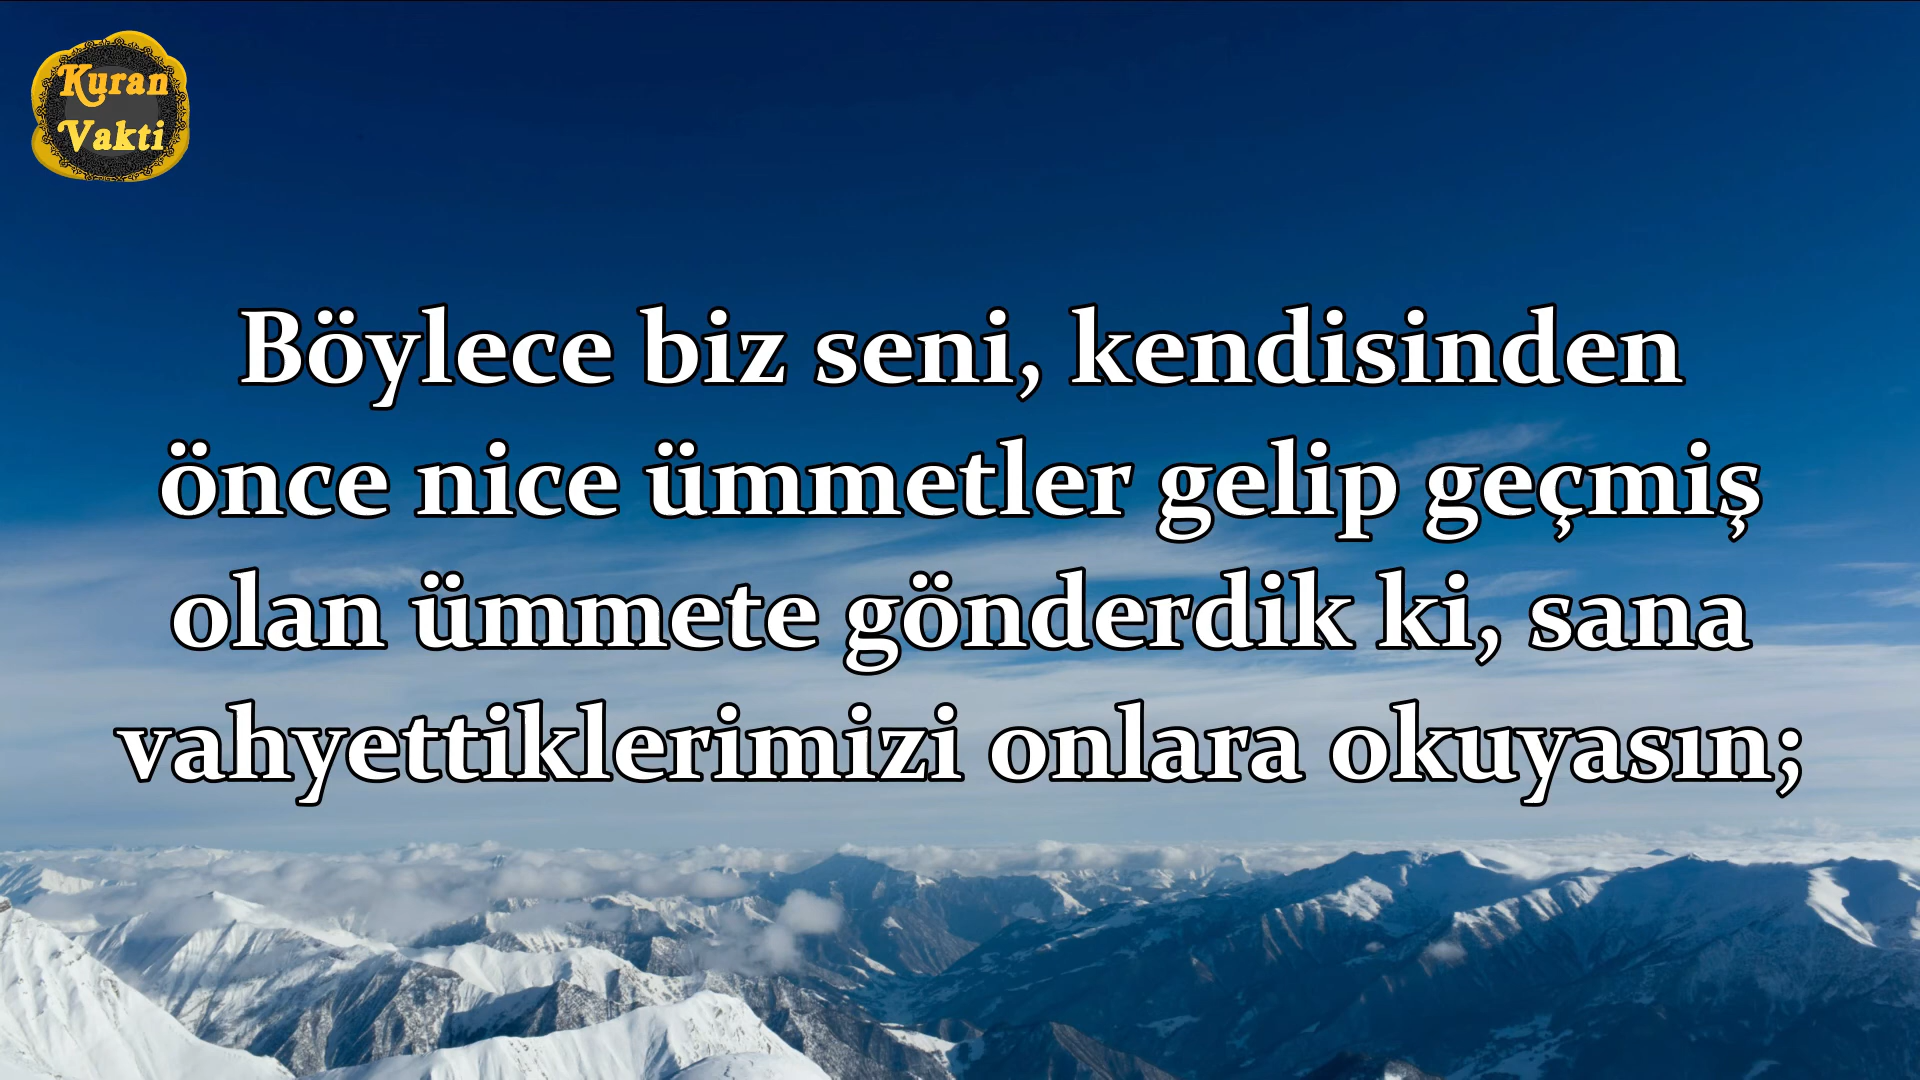 Kuran
Vakti
Böylece biz seni, kendisinden
önce nice ümmetler gelip geçmiş
olan ümmete gönderdik ki, sana
vahyettiklerimizi onlara okuyasın;